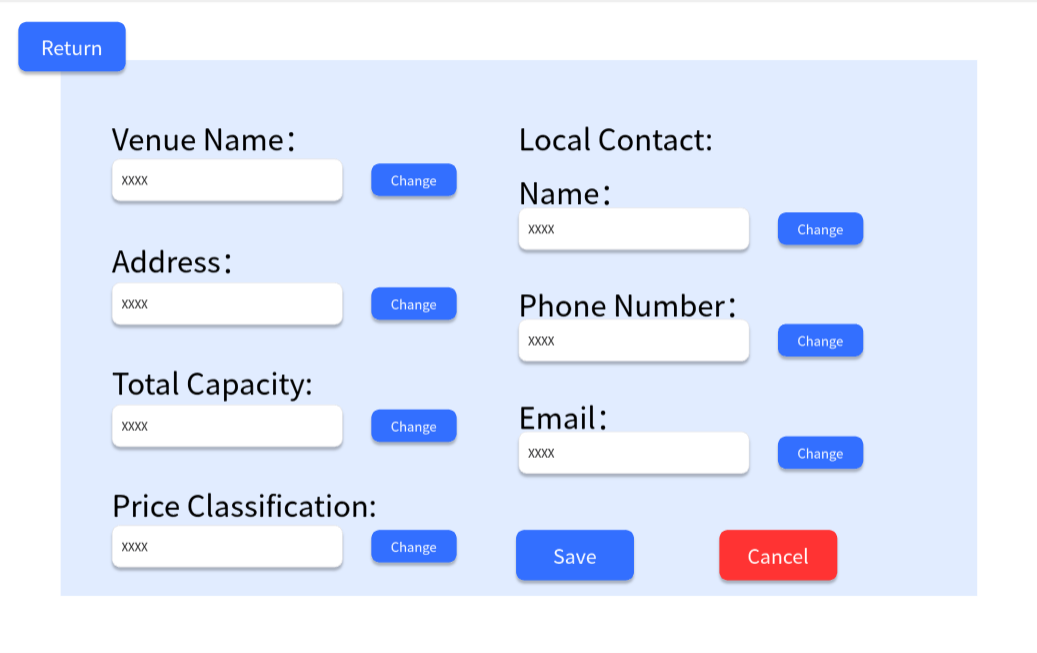 Return
Venue Name：
xxxx
Change
Address：
xxxx
Change
Total Capacity:
xxxx
Change
Price Classification:
xxxx
Change
Local Contact:
Name：
xxxx
Change
Phone Number：
xxxx
Change
Email：
xxxx
Change
Save
Cancel